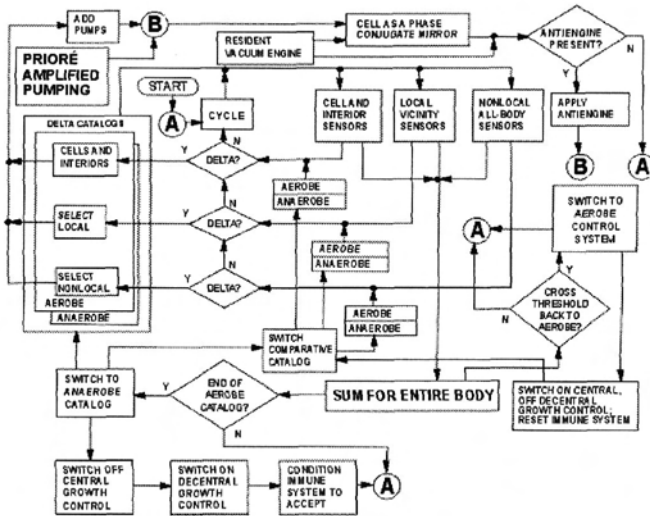 ADD
PUMPS
B
CELL AS A PHASE
CONJUGATE MIRROR
ANTIENGINE
PRESENT?
N
Y
PRIORÉ
AMPLIFIED
PUMPING
RESIDENT
VACUUM ENGINE
START
A
CYCLE
CELL AND
INTERIOR
SENSORS
LOCAL
VICINITY
SENSORS
NONLOCAL
ALL-BODY
SENSORS
APPLY
ANTIENGINE
B
A
DELTA CATALOGS
CELLS AND
INTERIORS
Y
DELTA?
N
AEROBE
ANAEROBE
SELECT
LOCAL
Y
DELTA?
N
AEROBE
ANAEROBE
SELECT
NONLOCAL
Y
DELTA?
N
AEROBE
ANAEROBE
AEROBE
ANAEROBE
A
SWITCH TO
AEROBE
CONTROL
SYSTEM
Y
CROSS
THRESHOLD
BACK TO
AEROBE?
N
SWITCH
COMPARATIVE
CATALOG
SWITCH TO
ANAEROBE
CATALOG
Y
END OF
AEROBE
CATALOG?
N
SUM FOR ENTIRE BODY
SWITCH ON CENTRAL,
OFF DECENTRAL
GROWTH CONTROL;
RESET IMMUNE SYSTEM
SWITCH OFF
CENTRAL
GROWTH
CONTROL
SWITCH ON
DECENTRAL
GROWTH
CONTROL
CONDITION
IMMUNE
SYSTEM TO
ACCEPT
A